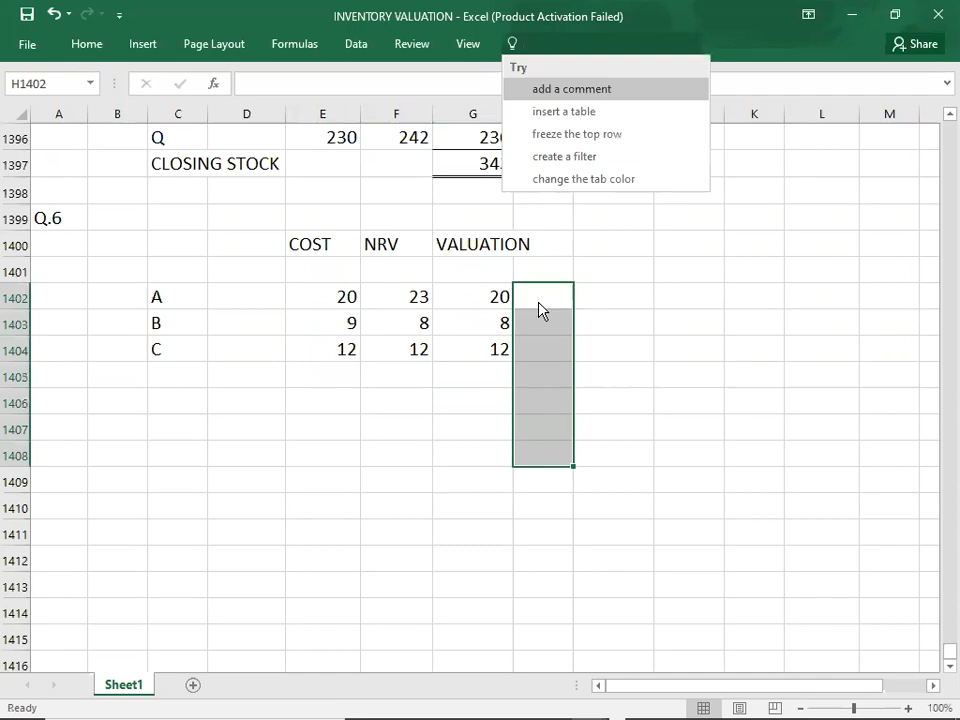 INVENTORY VALUATION - Excel (Product Activation Failed)
File Home Insert Page Layout Formulas Data Review View Share
Try
add a comment
insert a table
freeze the top row
create a filter
change the tab color
H1402 fx
A B C D E F G K L M
1396 Q 230 242
1397 CLOSING STOCK
1398
1399 Q.6
1400 COST NRV VALUATION
1401
1402 A 20 23 20
1403 B 9 8 8
1404 C 12 12 12
1405
1406
1407
1408
1409
1410
1411
1412
1413
1414
1415
1416
Sheet1
Ready 100%